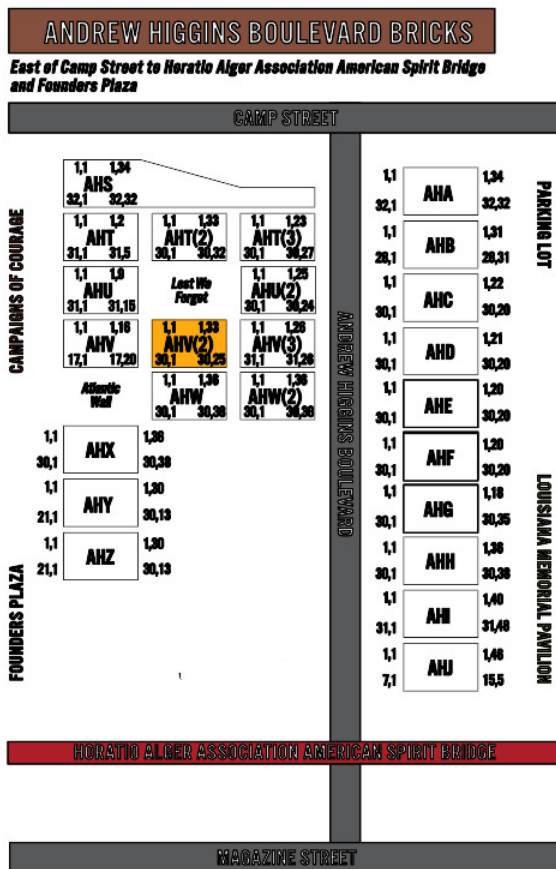 ANDREW HIGGINS BOULEVARD BRICKS
East of Camp Street to Horatio Alger Association American Spirit Bridge
and Founders Plaza
CAMP STREET
CAMPAIGNS OF COURAGE
FOUNDERS PLAZA
1,1 1,34
AHS
32,1 32,32
1,1 1,2
AHT
31,1 31,5
1,1 1,33
AHT(2)
30,1 30,32
1,1 1,23
AHT(3)
30,1 30,27
1,1 1,9
AHU
31,1 31,15
Lest We
Forget
1,1 1,25
AHU(2)
30,1 30,24
1,1 1,16
AHV
17,1 17,20
1,1 1,33
AHV(2)
30,1 30,25
1,1 1,26
AHV(3)
31,1 31,26
Atlantic
Wall
1,1 1,36
AHW
30,1 30,38
1,1 1,36
AHW(2)
30,1 30,38
1,1 1,36
AHX
30,1 30,38
1,1 1,30
AHY
21,1 30,13
1,1 1,30
AHZ
21,1 30,13
ANDREW HIGGINS BOULEVARD
1,1 1,34
AHA
32,1 32,32
1,1 1,31
AHB
28,1 28,31
1,1 1,22
AHC
30,1 30,20
1,1 1,21
AHD
30,1 30,20
1,1 1,20
AHE
30,1 30,20
1,1 1,20
AHF
30,1 30,20
1,1 1,18
AHG
30,1 30,35
1,1 1,36
AHH
30,1 30,38
1,1 1,40
AHI
31,1 31,48
1,1 1,46
AHJ
7,1 15,5
PARKING LOT
LOUISIANA MEMORIAL PAVILION
HORATIO ALGER ASSOCIATION AMERICAN SPIRIT BRIDGE
MAGAZINE STREET